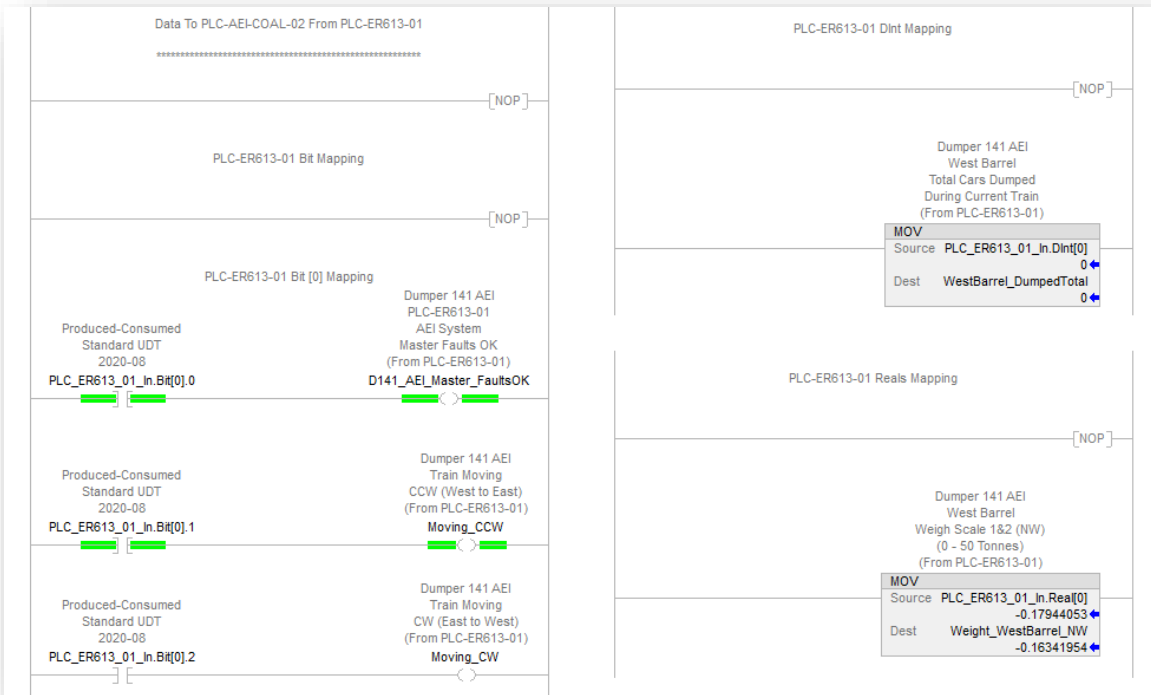 Data To PLC-AEI-COAL-02 From PLC-ER613-01
************************************************************
NOP
PLC-ER613-01 Bit Mapping
NOP
PLC-ER613-01 Bit [0] Mapping
Produced-Consumed
Standard UDT
2020-08
PLC_ER613_01_In.Bit[0].0
Dumper 141 AEI
PLC-ER613-01
AEI System
Master Faults OK
(From PLC-ER613-01)
D141_AEI_Master_FaultsOK
Produced-Consumed
Standard UDT
2020-08
PLC_ER613_01_In.Bit[0].1
Dumper 141 AEI
Train Moving
CCW (West to East)
(From PLC-ER613-01)
Moving_CCW
Produced-Consumed
Standard UDT
2020-08
PLC_ER613_01_In.Bit[0].2
Dumper 141 AEI
Train Moving
CW (East to West)
(From PLC-ER613-01)
Moving_CW
PLC-ER613-01 DInt Mapping
NOP
Dumper 141 AEI
West Barrel
Total Cars Dumped
During Current Train
(From PLC-ER613-01)
MOV
Source PLC_ER613_01_In.DInt[0]
0
Dest WestBarrel_DumpedTotal
0
PLC-ER613-01 Reals Mapping
NOP
Dumper 141 AEI
West Barrel
Weigh Scale 1&2 (NW)
(0 - 50 Tonnes)
(From PLC-ER613-01)
MOV
Source PLC_ER613_01_In.Real[0]
-0.17944053
Dest Weight_WestBarrel_NW
-0.16341954